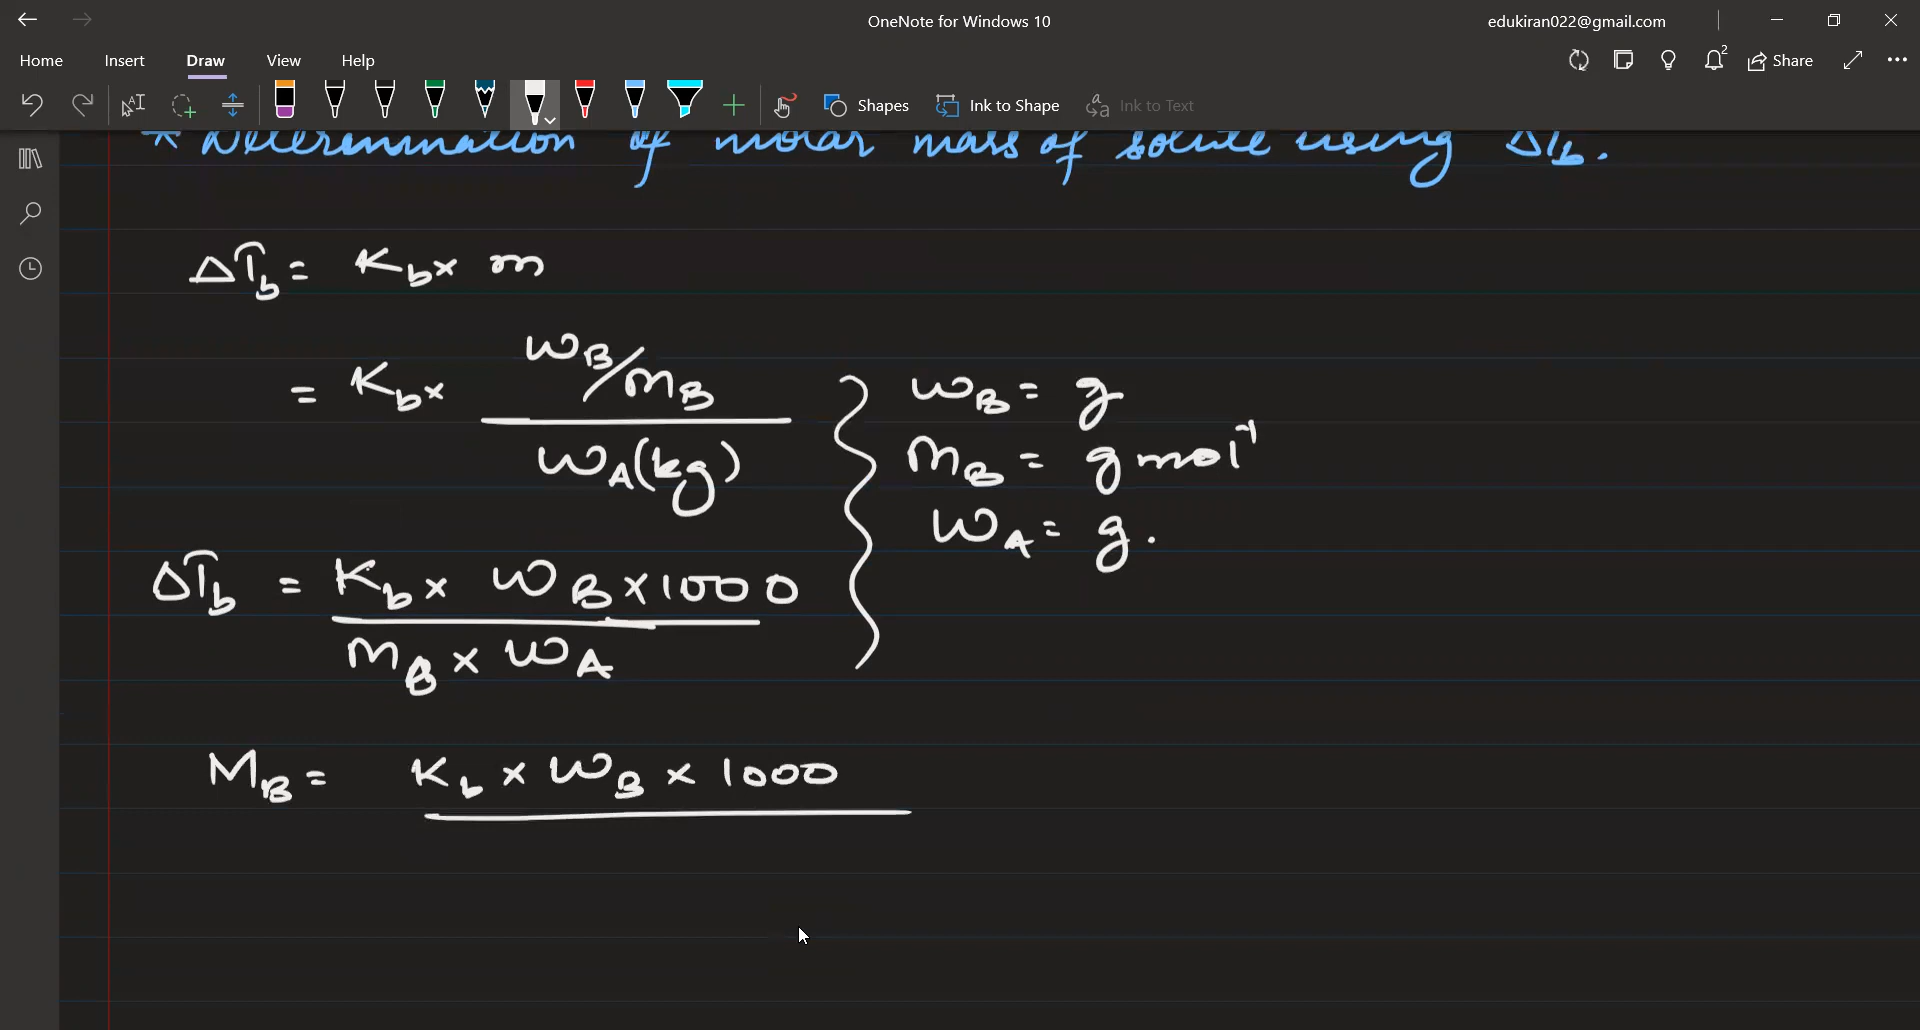 OneNote for Windows 10
edukiran022@gmail.com
Home Insert Draw View Help
2
Share
Shapes
Ink to Shape
Ink to Text
* Determination of molar mass of solute using ΔTb.
ΔTb = Kb × m
= Kb × (WB/MB) / WA(kg)
WB = g
MB = g mol⁻¹
WA = g.
ΔTb = Kb × WB × 1000 / MB × WA
MB = Kb × WB × 1000